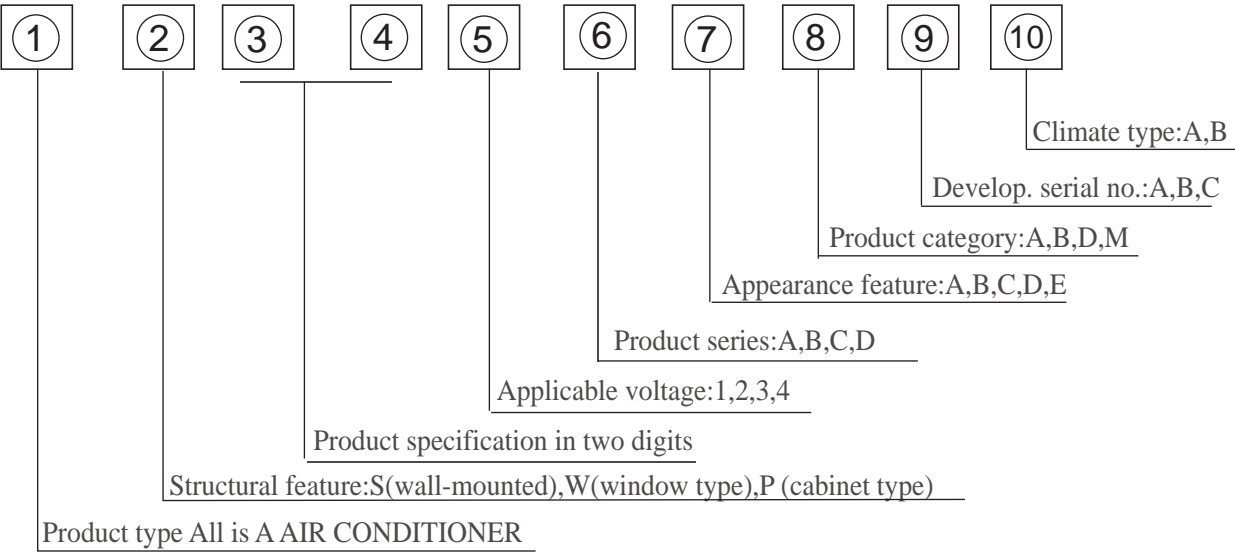 ① ② ③ ④ ⑤ ⑥ ⑦ ⑧ ⑨ ⑩
Climate type:A,B
Develop. serial no.:A,B,C
Product category:A,B,D,M
Appearance feature:A,B,C,D,E
Product series:A,B,C,D
Applicable voltage:1,2,3,4
Product specification in two digits
Structural feature:S(wall-mounted),W(window type),P (cabinet type)
Product type All is A AIR CONDITIONER